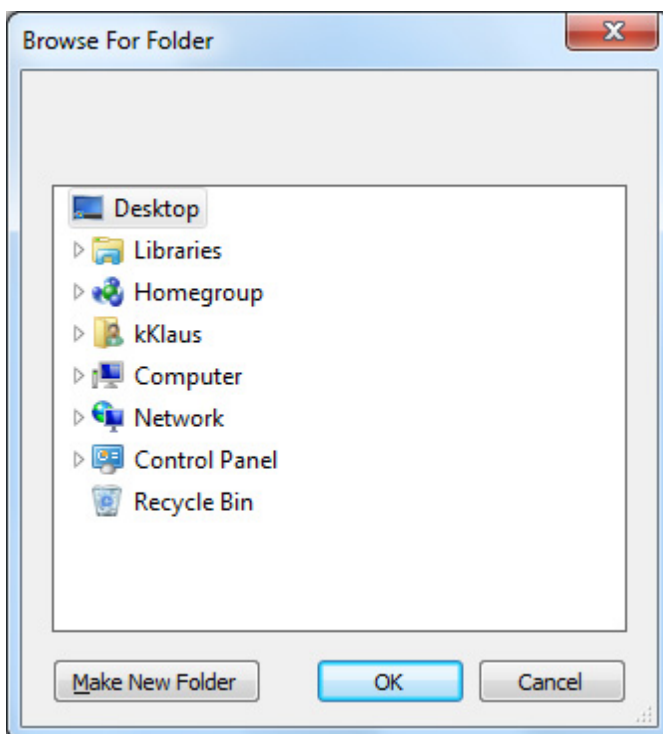 Browse For Folder
Desktop
Libraries
Homegroup
kKlaus
Computer
Network
Control Panel
Recycle Bin
Make New Folder OK Cancel